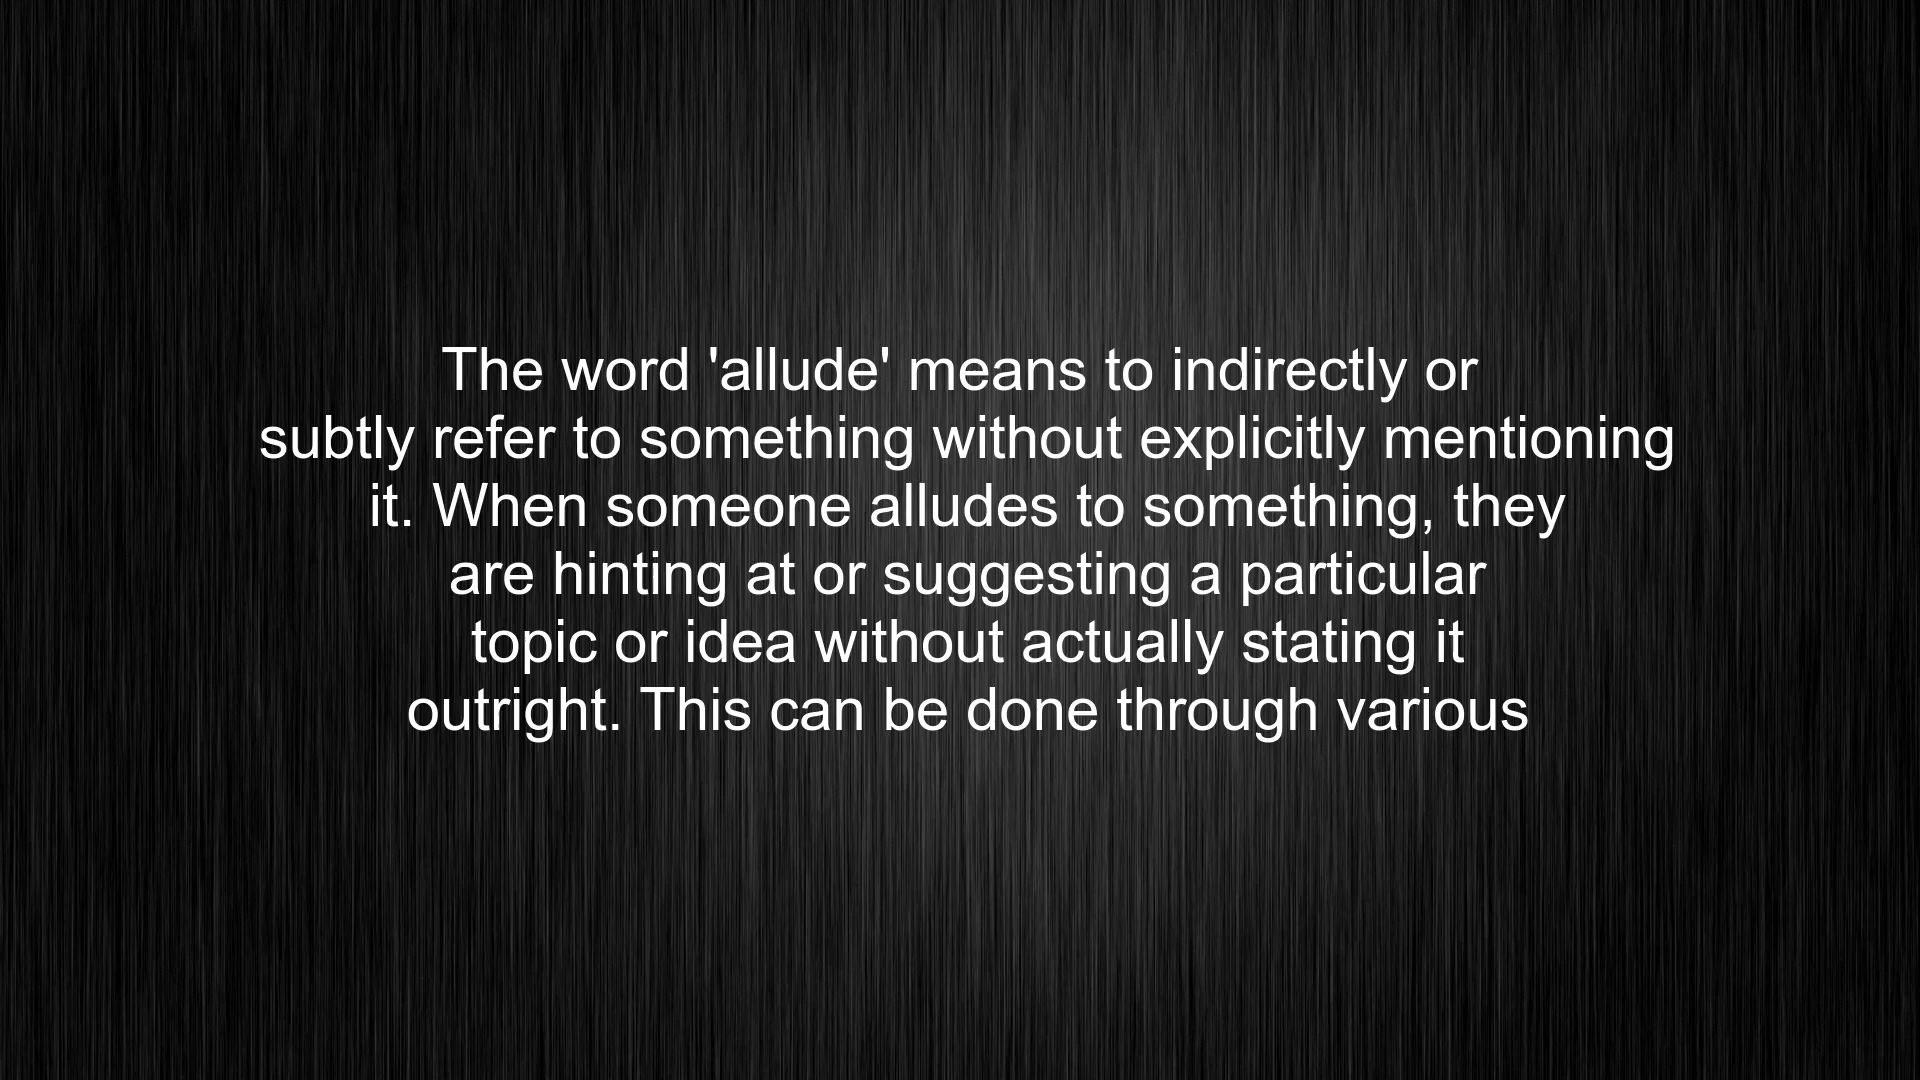 The word 'allude' means to indirectly or
subtly refer to something without explicitly mentioning
it. When someone alludes to something, they
are hinting at or suggesting a particular
topic or idea without actually stating it
outright. This can be done through various